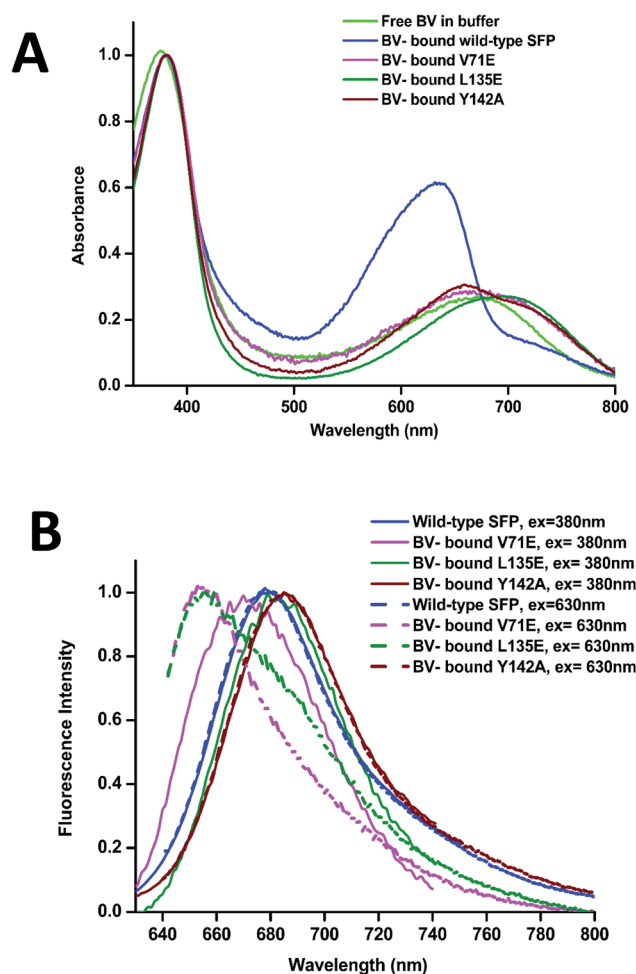 A
Free BV in buffer
BV- bound wild-type SFP
BV- bound V71E
BV- bound L135E
BV- bound Y142A
Absorbance
1.0
0.8
0.6
0.4
0.2
0.0
400
500
600
700
800
Wavelength (nm)
B
Wild-type SFP, ex=380nm
BV- bound V71E, ex= 380nm
BV- bound L135E, ex= 380nm
BV- bound Y142A, ex= 380nm
Wild-type SFP, ex=630nm
BV- bound V71E, ex= 630nm
BV- bound L135E, ex= 630nm
BV- bound Y142A, ex= 630nm
Fluorescence Intensity
1.0
0.8
0.6
0.4
0.2
0.0
640
660
680
700
720
740
760
780
800
Wavelength (nm)